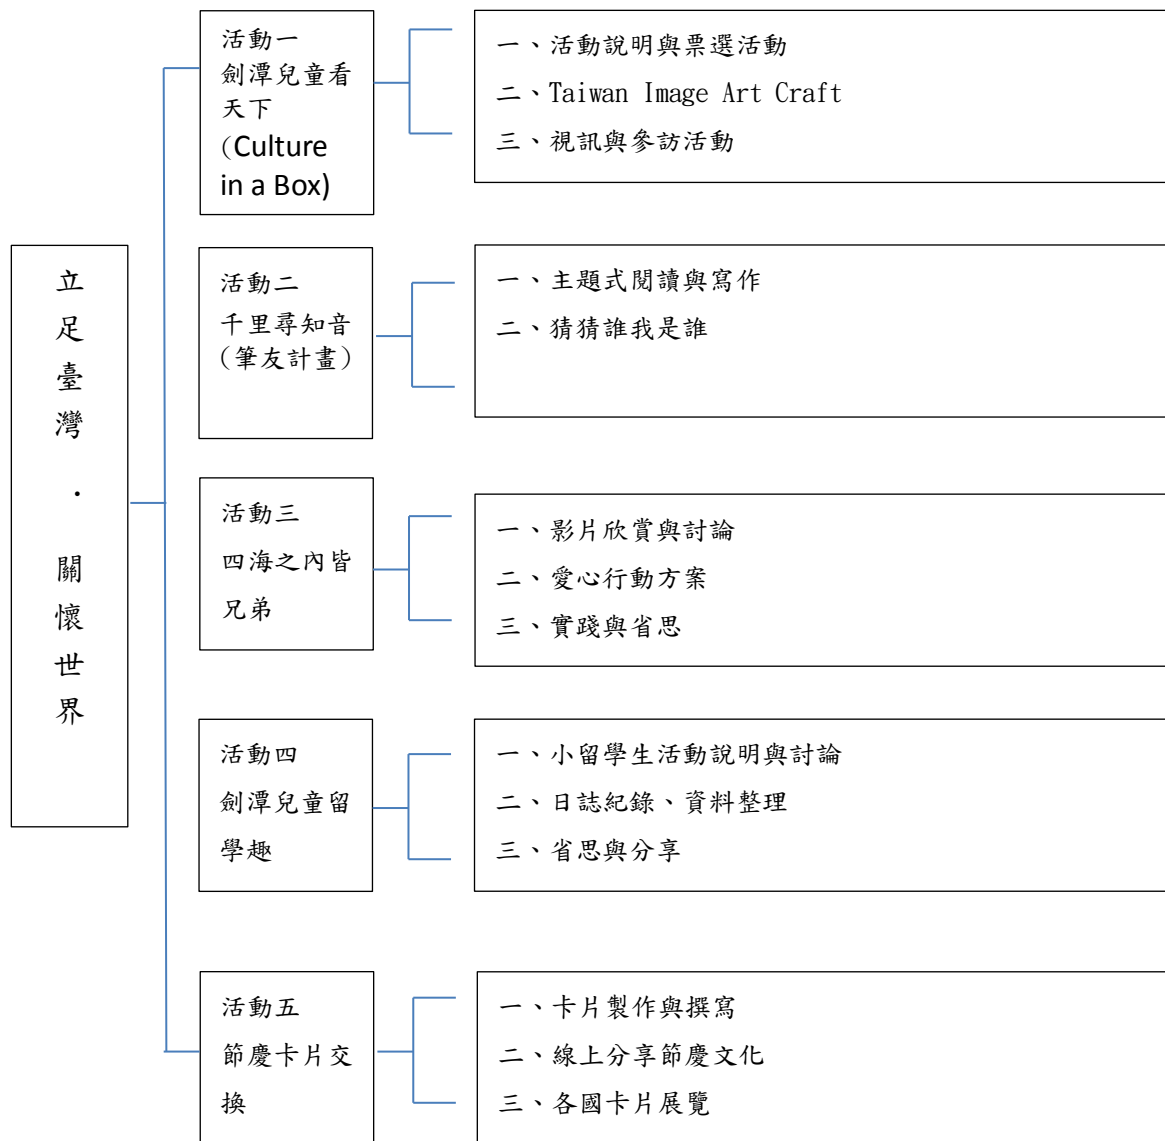 立足臺灣．關懷世界
活動一
劍潭兒童看
天下
(Culture
in a Box)
一、活動說明與票選活動
二、Taiwan Image Art Craft
三、視訊與參訪活動
活動二
千里尋知音
(筆友計畫)
一、主題式閱讀與寫作
二、猜猜誰我是誰
活動三
四海之內皆
兄弟
一、影片欣賞與討論
二、愛心行動方案
三、實踐與省思
活動四
劍潭兒童留
學趣
一、小留學生活動說明與討論
二、日誌紀錄、資料整理
三、省思與分享
活動五
節慶卡片交
換
一、卡片製作與撰寫
二、線上分享節慶文化
三、各國卡片展覽